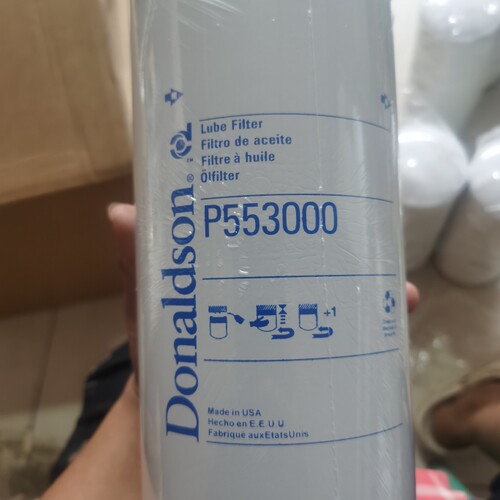 Donaldson®
Lube Filter
Filtro de aceite
Filtre à huile
Ölfilter
P553000
+1
Made in USA
Hecho en E.E.U.U
Fabriqué auxEtatsUnis